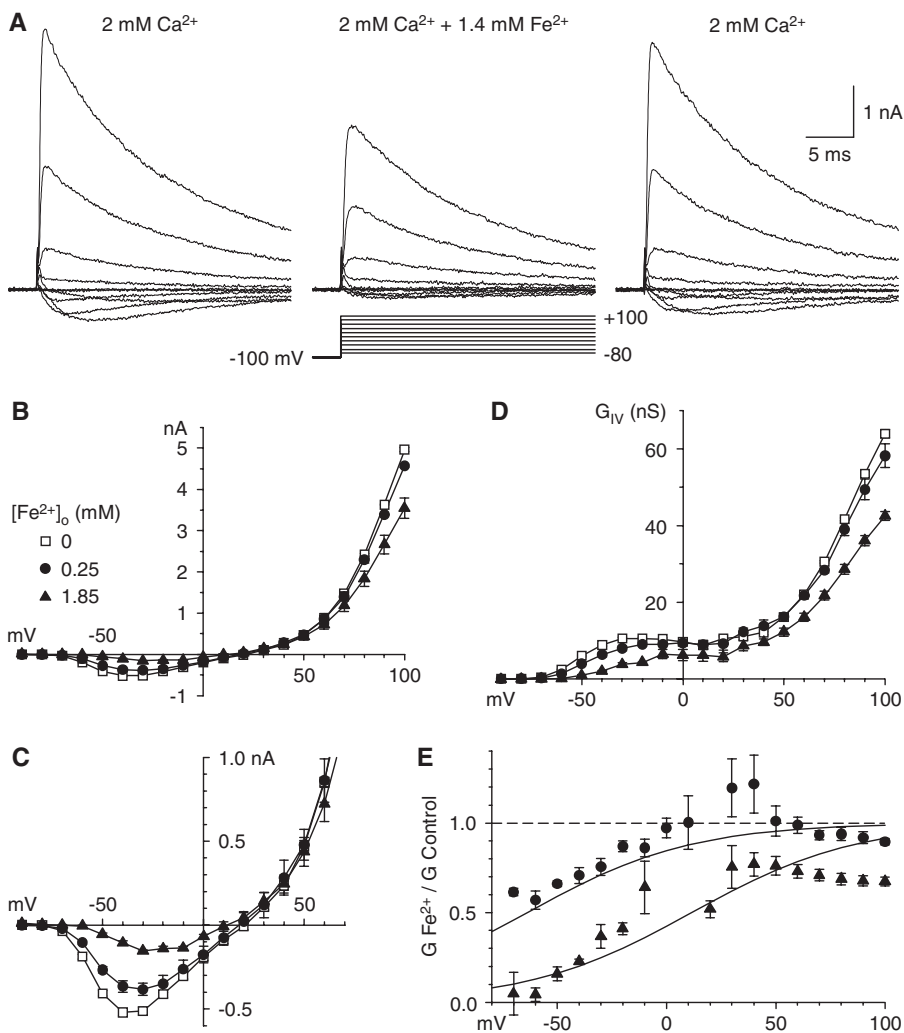 A
2 mM Ca²⁺
2 mM Ca²⁺ + 1.4 mM Fe²⁺
2 mM Ca²⁺
1 nA
5 ms
+100
-100 mV
-80
B
nA
5
4
3
2
1
-1
[Fe²⁺]ₒ (mM)
0
0.25
1.85
mV
-50
50
100
D
G_IV (nS)
60
40
20
mV
-50
0
50
100
C
1.0 nA
0.5
-0.5
mV
-50
50
E
G Fe²⁺ / G Control
1.0
0.5
0.0
mV
-50
0
50
100